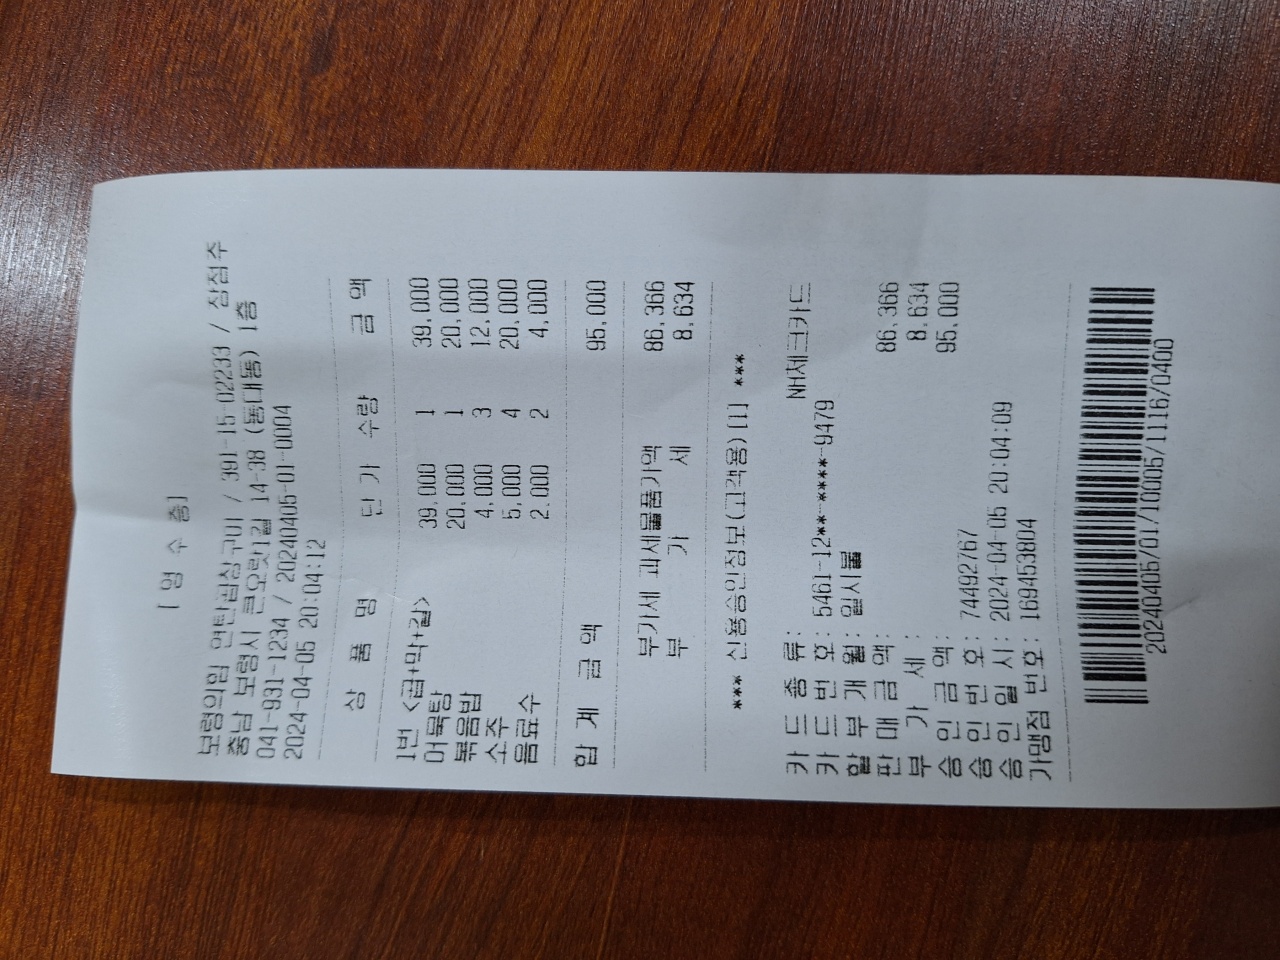 [영 수 증]
보령의힘 연탄곱창구이 / 391-15-02233 / 장점주
충남 보령시 큰오랏1길 14-38 (동대동) 1층
041-931-1234 / 20240405-01-0004
2024-04-05 20:04:12
상 품 명 단 가 수량 금 액
1번 <곱+막+갈> 39,000 1 39,000
어묵탕 20,000 1 20,000
볶음밥 4,000 3 12,000
소주 5,000 4 20,000
음료수 2,000 2 4,000
합 계 금 액 95,000
부가세 과세물품가액 86,366
부 가 세 8,634
*** 신용승인정보(고객용) [1] ***
카 드 종 류: NH체크카드
카 드 번 호: 5461-12**-****-9479
할 부 개 월: 일시불
판 매 금 액: 86,366
부 가 세 : 8,634
승 인 금 액: 95,000
승 인 번 호: 74492767
승 인 일 시: 2024-04-05 20:04:09
가맹점 번호: 169453804
20240405/01/10005/1116/0400